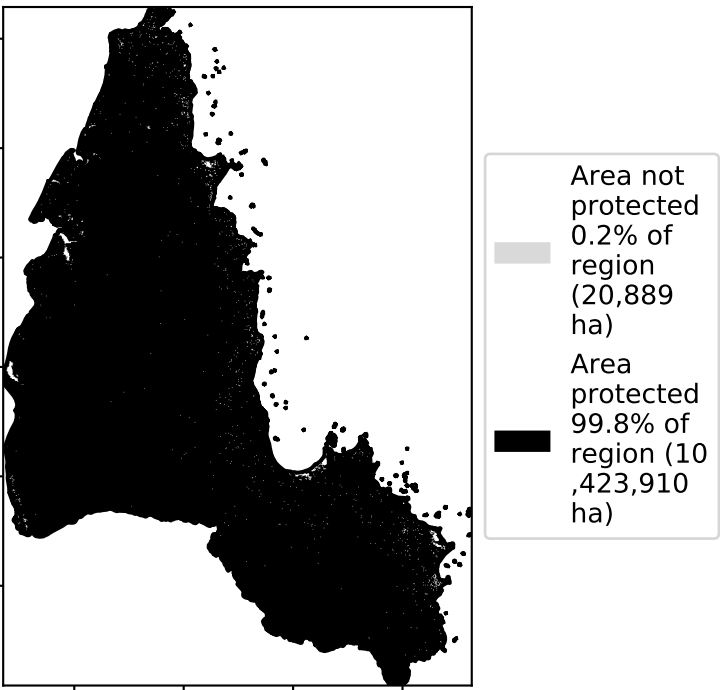 Area not
protected
0.2% of
region
(20,889
ha)
Area
protected
99.8% of
region (10
,423,910
ha)